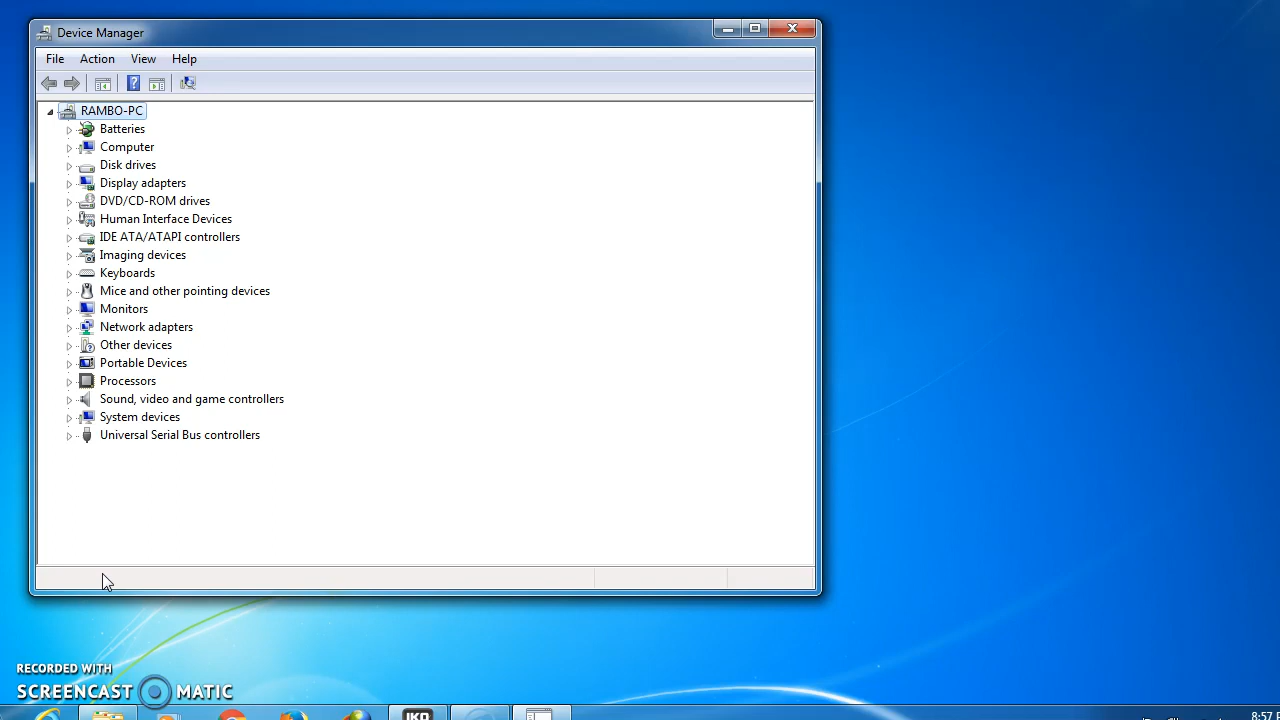 Device Manager
File Action View Help
RAMBO-PC
Batteries
Computer
Disk drives
Display adapters
DVD/CD-ROM drives
Human Interface Devices
IDE ATA/ATAPI controllers
Imaging devices
Keyboards
Mice and other pointing devices
Monitors
Network adapters
Other devices
Portable Devices
Processors
Sound, video and game controllers
System devices
Universal Serial Bus controllers
RECORDED WITH
SCREENCAST MATIC
8:57